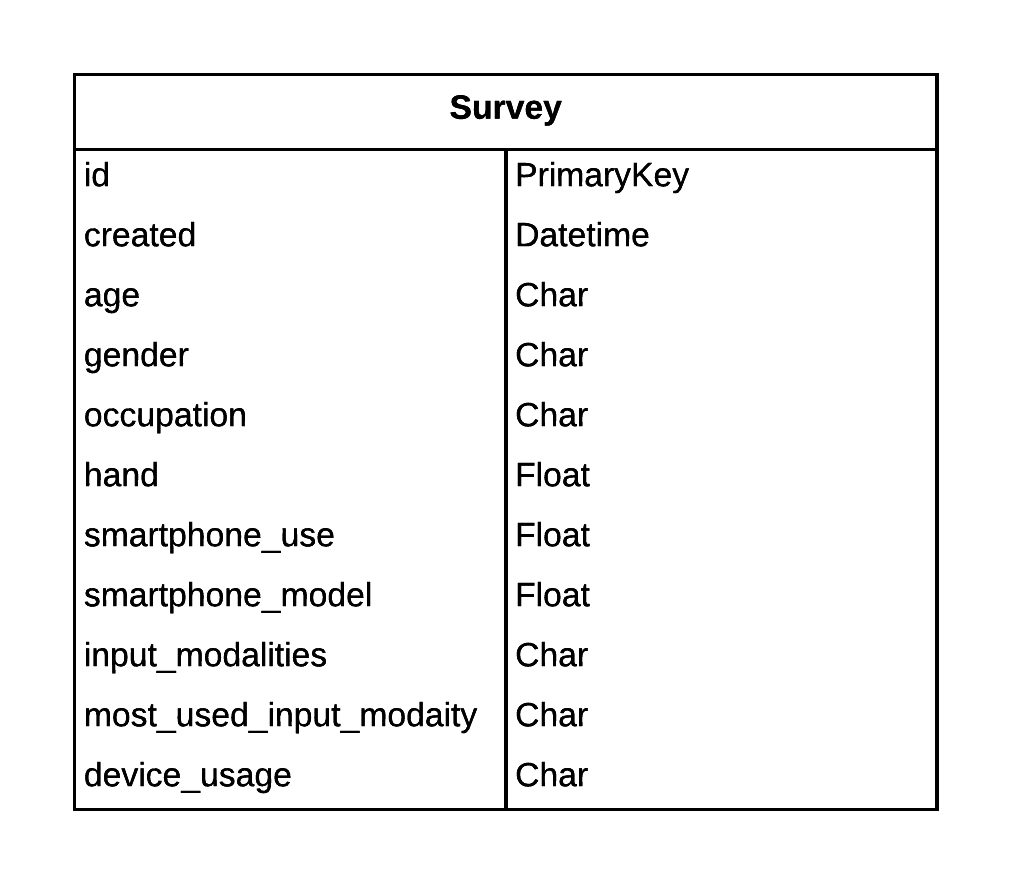 Survey
id PrimaryKey
created Datetime
age Char
gender Char
occupation Char
hand Float
smartphone_use Float
smartphone_model Float
input_modalities Char
most_used_input_modaity Char
device_usage Char